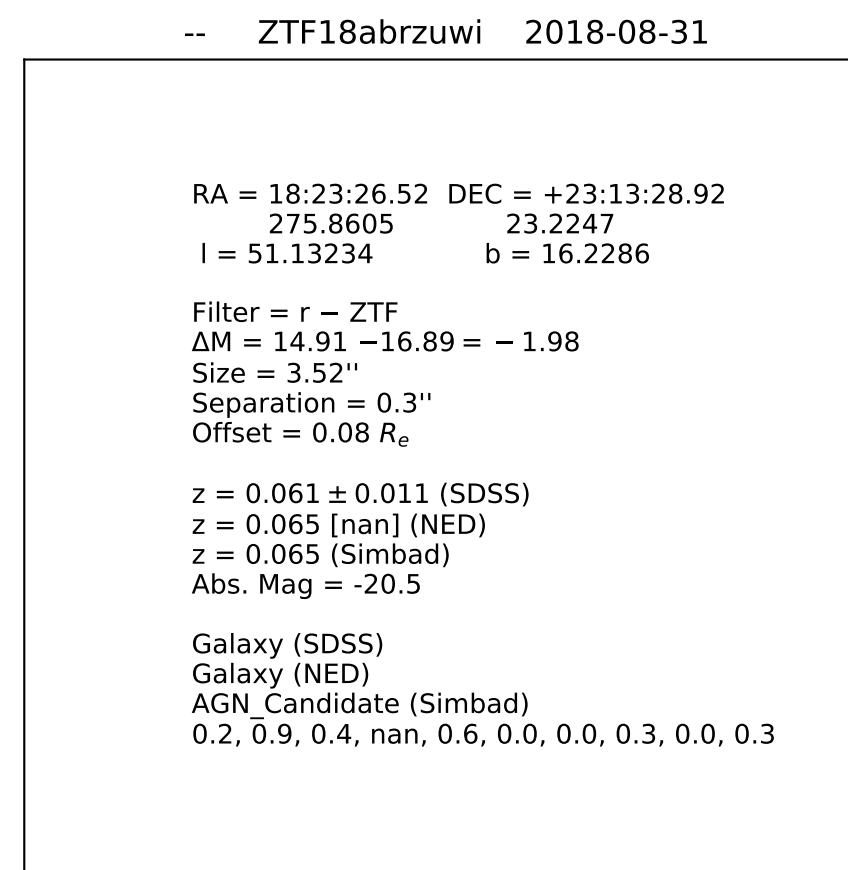 -- ZTF18abrzuwi 2018-08-31
RA = 18:23:26.52 DEC = +23:13:28.92
275.8605 23.2247
l = 51.13234 b = 16.2286
Filter = r − ZTF
ΔM = 14.91 −16.89 = − 1.98
Size = 3.52''
Separation = 0.3''
Offset = 0.08 Re
z = 0.061 ± 0.011 (SDSS)
z = 0.065 [nan] (NED)
z = 0.065 (Simbad)
Abs. Mag = -20.5
Galaxy (SDSS)
Galaxy (NED)
AGN_Candidate (Simbad)
0.2, 0.9, 0.4, nan, 0.6, 0.0, 0.0, 0.3, 0.0, 0.3